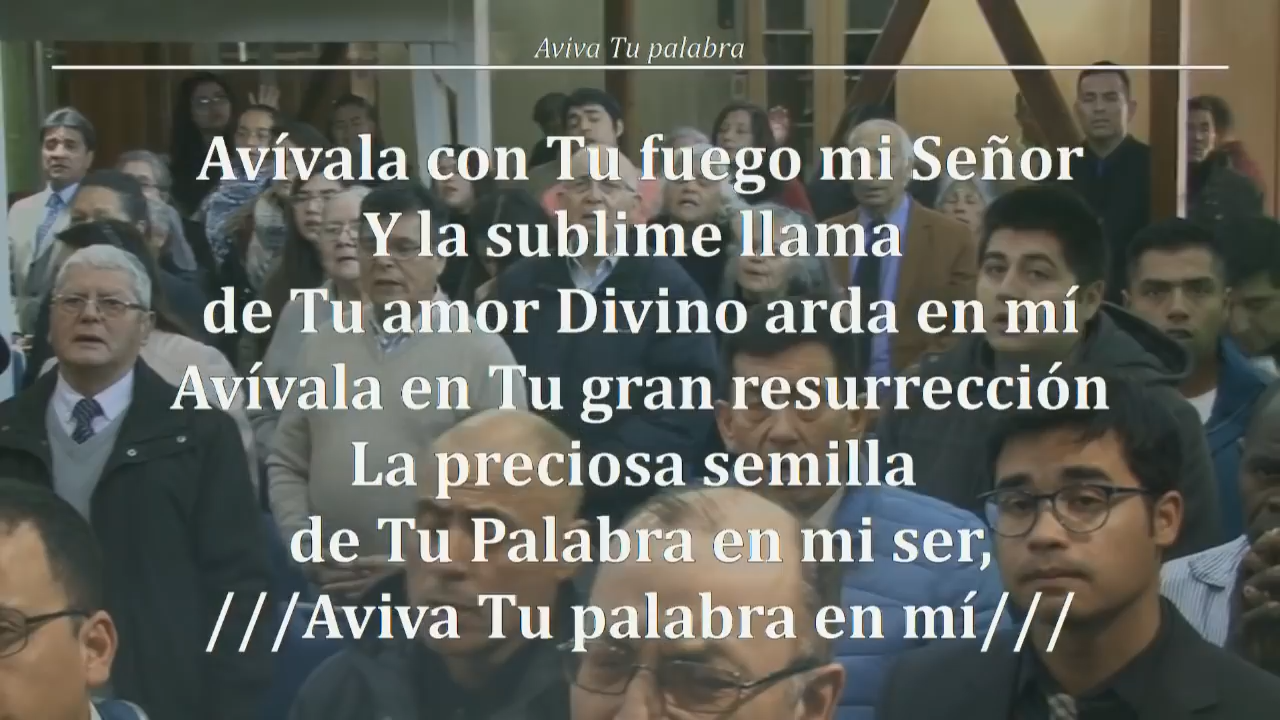 Aviva Tu palabra
Avívala con Tu fuego mi Señor
Y la sublime llama
de Tu amor Divino arda en mí
Avívala en Tu gran resurrección
La preciosa semilla
de Tu Palabra en mi ser,
///Aviva Tu palabra en mí///